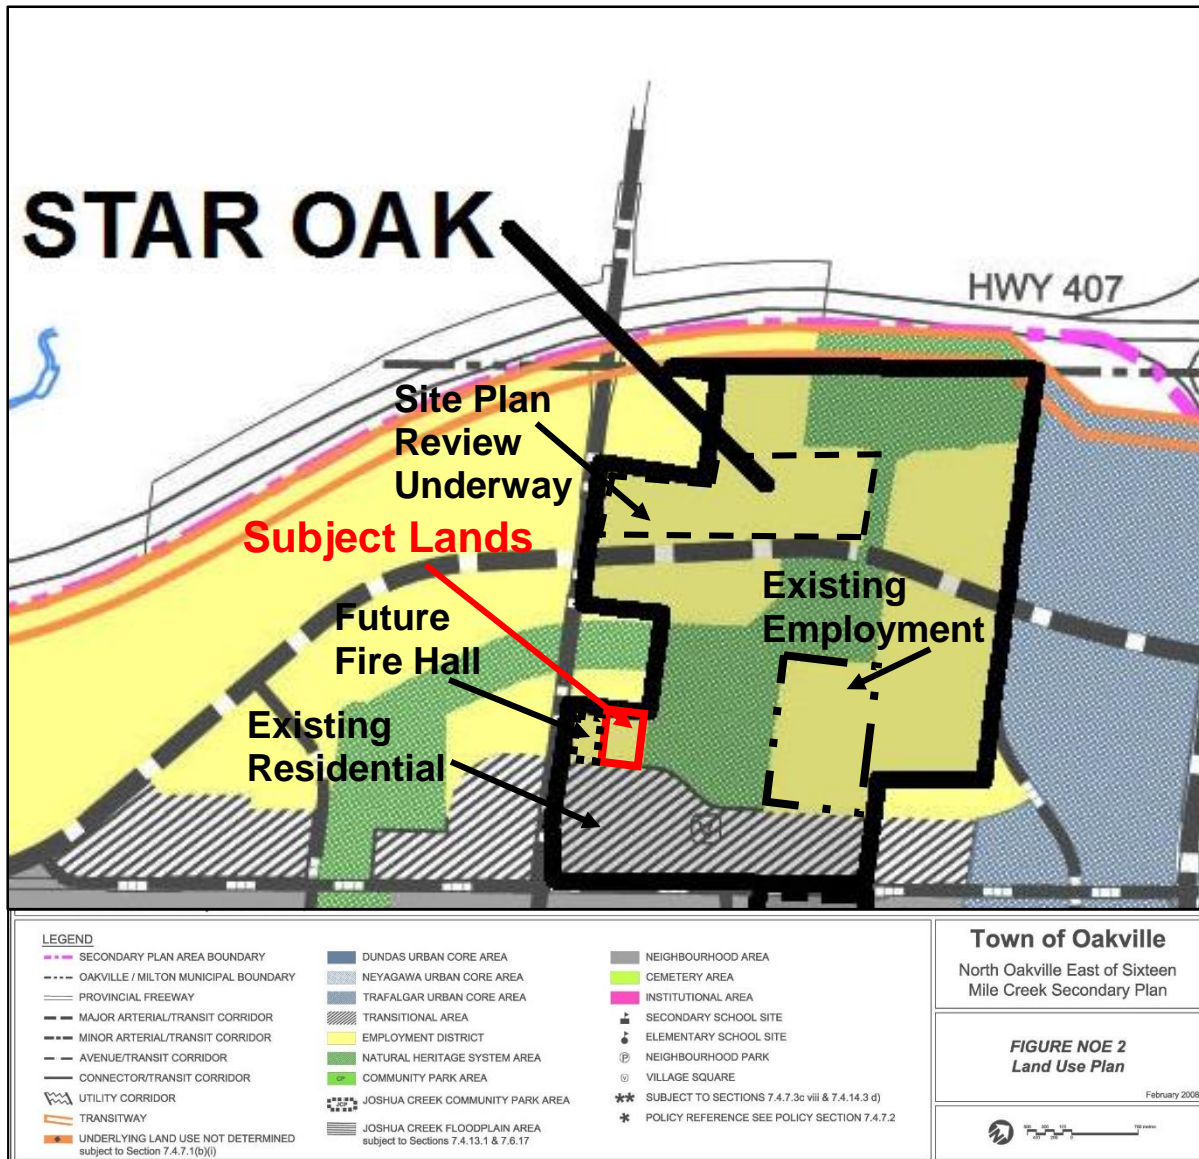 STAR OAK
HWY 407
Site Plan
Review
Underway
Subject Lands
Existing
Employment
Future
Fire Hall
Existing
Residential
LEGEND
SECONDARY PLAN AREA BOUNDARY
OAKVILLE / MILTON MUNICIPAL BOUNDARY
PROVINCIAL FREEWAY
MAJOR ARTERIAL/TRANSIT CORRIDOR
MINOR ARTERIAL/TRANSIT CORRIDOR
AVENUE/TRANSIT CORRIDOR
CONNECTOR/TRANSIT CORRIDOR
UTILITY CORRIDOR
TRANSITWAY
UNDERLYING LAND USE NOT DETERMINED
subject to Section 7.4.7.1(b)(i)
DUNDAS URBAN CORE AREA
NEYAGAWA URBAN CORE AREA
TRAFALGAR URBAN CORE AREA
TRANSITIONAL AREA
EMPLOYMENT DISTRICT
NATURAL HERITAGE SYSTEM AREA
CP COMMUNITY PARK AREA
JCP JOSHUA CREEK COMMUNITY PARK AREA
JOSHUA CREEK FLOODPLAIN AREA
subject to Sections 7.4.13.1 & 7.6.17
NEIGHBOURHOOD AREA
CEMETERY AREA
INSTITUTIONAL AREA
SECONDARY SCHOOL SITE
ELEMENTARY SCHOOL SITE
P NEIGHBOURHOOD PARK
V VILLAGE SQUARE
** SUBJECT TO SECTIONS 7.4.7.3c viii & 7.4.14.3 d)
* POLICY REFERENCE SEE POLICY SECTION 7.4.7.2
Town of Oakville
North Oakville East of Sixteen
Mile Creek Secondary Plan
FIGURE NOE 2
Land Use Plan
February 2008